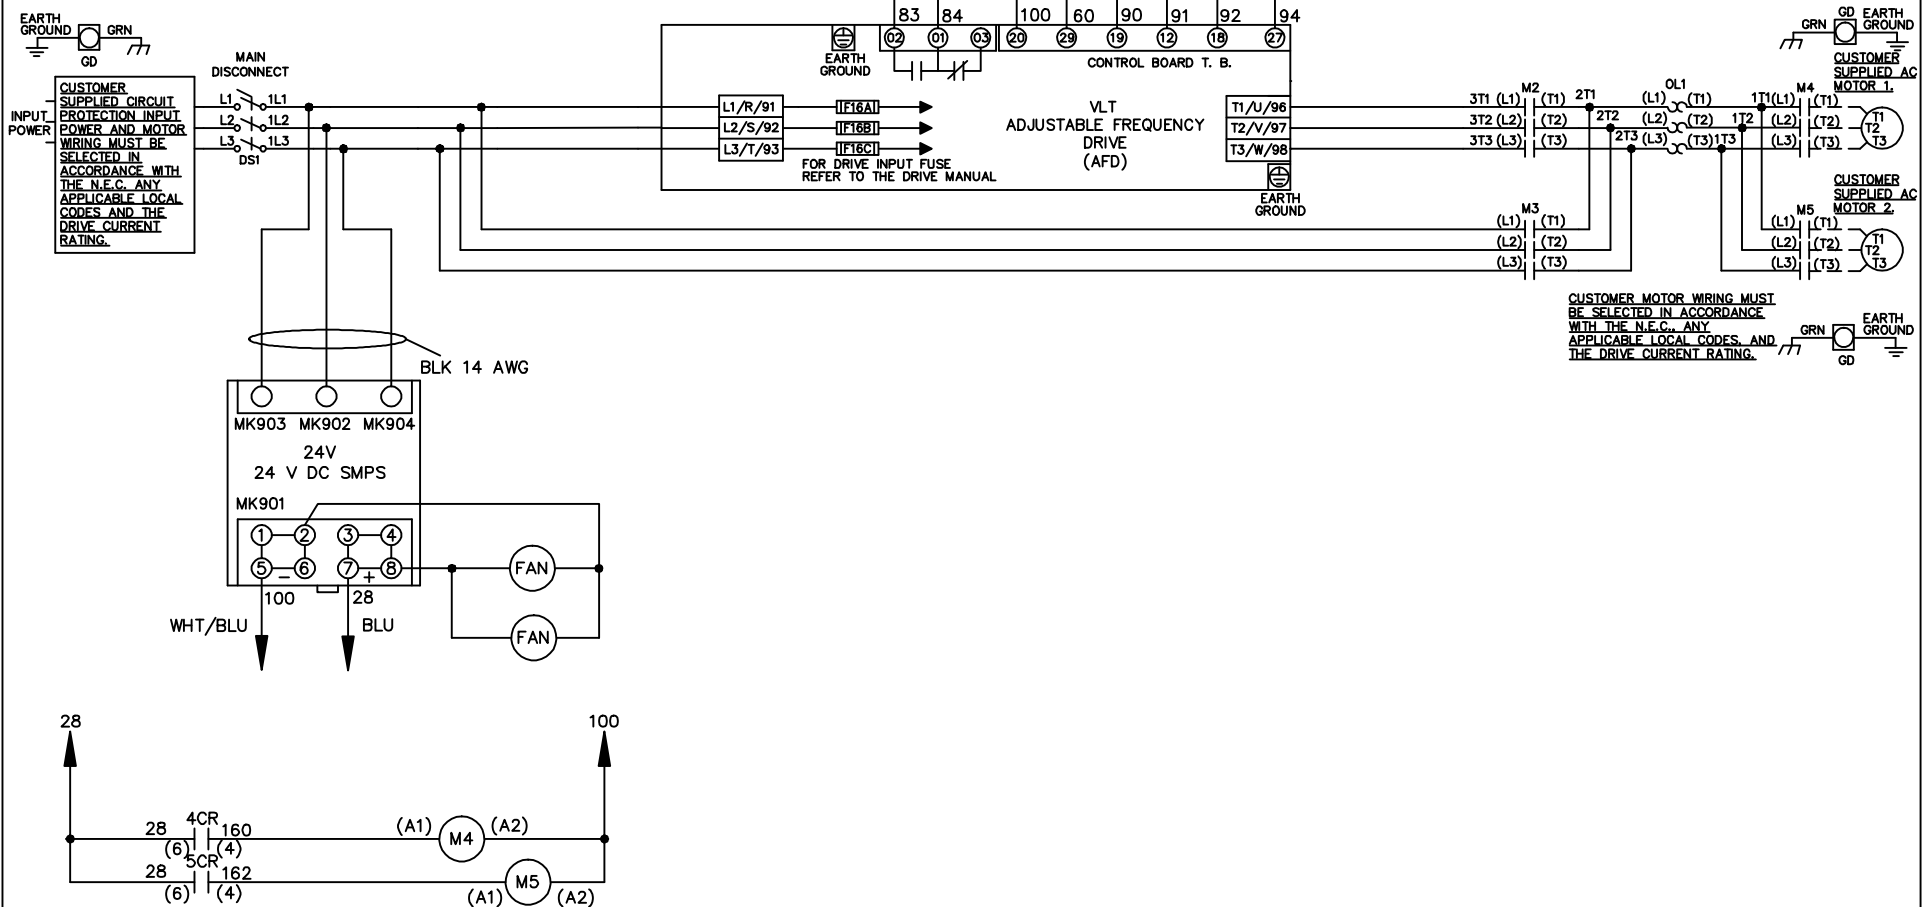 83 84 100 60 90 91 92 94
02 01 03 20 29 19 12 18 27
EARTH
GROUND
GRN
GD
MAIN
DISCONNECT
EARTH
GROUND
CONTROL BOARD T. B.
GD
EARTH
GROUND
GRN
CUSTOMER
SUPPLIED CIRCUIT
PROTECTION INPUT
POWER AND MOTOR
WIRING MUST BE
SELECTED IN
ACCORDANCE WITH
THE N.E.C. ANY
APPLICABLE LOCAL
CODES AND THE
DRIVE CURRENT
RATING.
INPUT
POWER
L1 1L1
L2 1L2
L3 1L3
DS1
L1/R/91
L2/S/92
L3/T/93
IF16A
IF16B
IF16C
FOR DRIVE INPUT FUSE
REFER TO THE DRIVE MANUAL
VLT
ADJUSTABLE FREQUENCY
DRIVE
(AFD)
T1/U/96
T2/V/97
T3/W/98
EARTH
GROUND
M2
3T1 (L1) (T1) 2T1
3T2 (L2) (T2) 2T2
3T3 (L3) (T3) 2T3
OL1
(L1) (T1) 1T1
(L2) (T2) 1T2
(L3) (T3) 1T3
M4
(L1) (T1)
(L2) (T2)
(L3) (T3)
CUSTOMER
SUPPLIED AC
MOTOR 1.
T1
T2
T3
M3
(L1) (T1)
(L2) (T2)
(L3) (T3)
CUSTOMER
SUPPLIED AC
MOTOR 2.
M5
(L1) (T1)
(L2) (T2)
(L3) (T3)
T1
T2
T3
CUSTOMER MOTOR WIRING MUST
BE SELECTED IN ACCORDANCE
WITH THE N.E.C., ANY
APPLICABLE LOCAL CODES, AND
THE DRIVE CURRENT RATING.
GRN
EARTH
GROUND
GD
BLK 14 AWG
MK903 MK902 MK904
24V
24 V DC SMPS
MK901
1 2 3 4
5 6 7 8
- +
100 28
WHT/BLU BLU
FAN
FAN
28 100
28 4CR 160 (A1) M4 (A2)
(6) (4)
28 5CR 162 (A1) M5 (A2)
(6) (4)